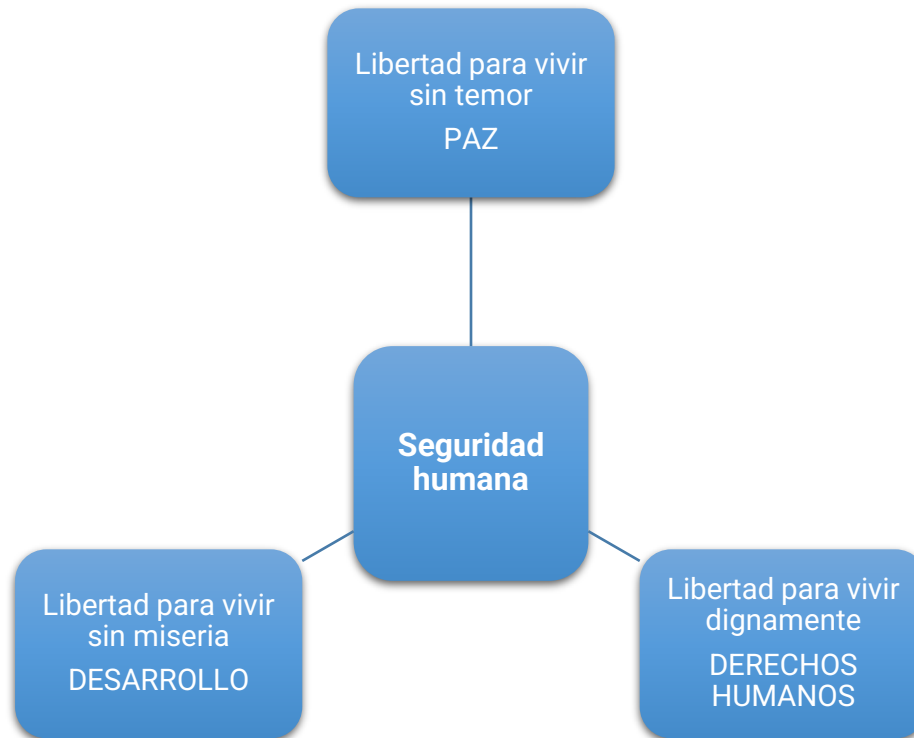 Libertad para vivir
sin temor
PAZ
Seguridad
humana
Libertad para vivir
sin miseria
DESARROLLO
Libertad para vivir
dignamente
DERECHOS
HUMANOS